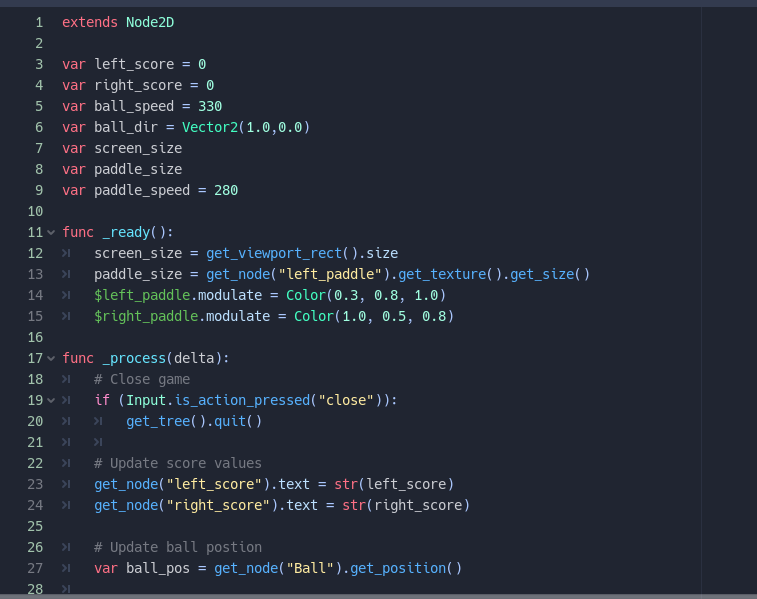 1 extends Node2D
2
3 var left_score = 0
4 var right_score = 0
5 var ball_speed = 330
6 var ball_dir = Vector2(1.0,0.0)
7 var screen_size
8 var paddle_size
9 var paddle_speed = 280
10
11 func _ready():
12 screen_size = get_viewport_rect().size
13 paddle_size = get_node("left_paddle").get_texture().get_size()
14 $left_paddle.modulate = Color(0.3, 0.8, 1.0)
15 $right_paddle.modulate = Color(1.0, 0.5, 0.8)
16
17 func _process(delta):
18 # Close game
19 if (Input.is_action_pressed("close")):
20 get_tree().quit()
21
22 # Update score values
23 get_node("left_score").text = str(left_score)
24 get_node("right_score").text = str(right_score)
25
26 # Update ball postion
27 var ball_pos = get_node("Ball").get_position()
28